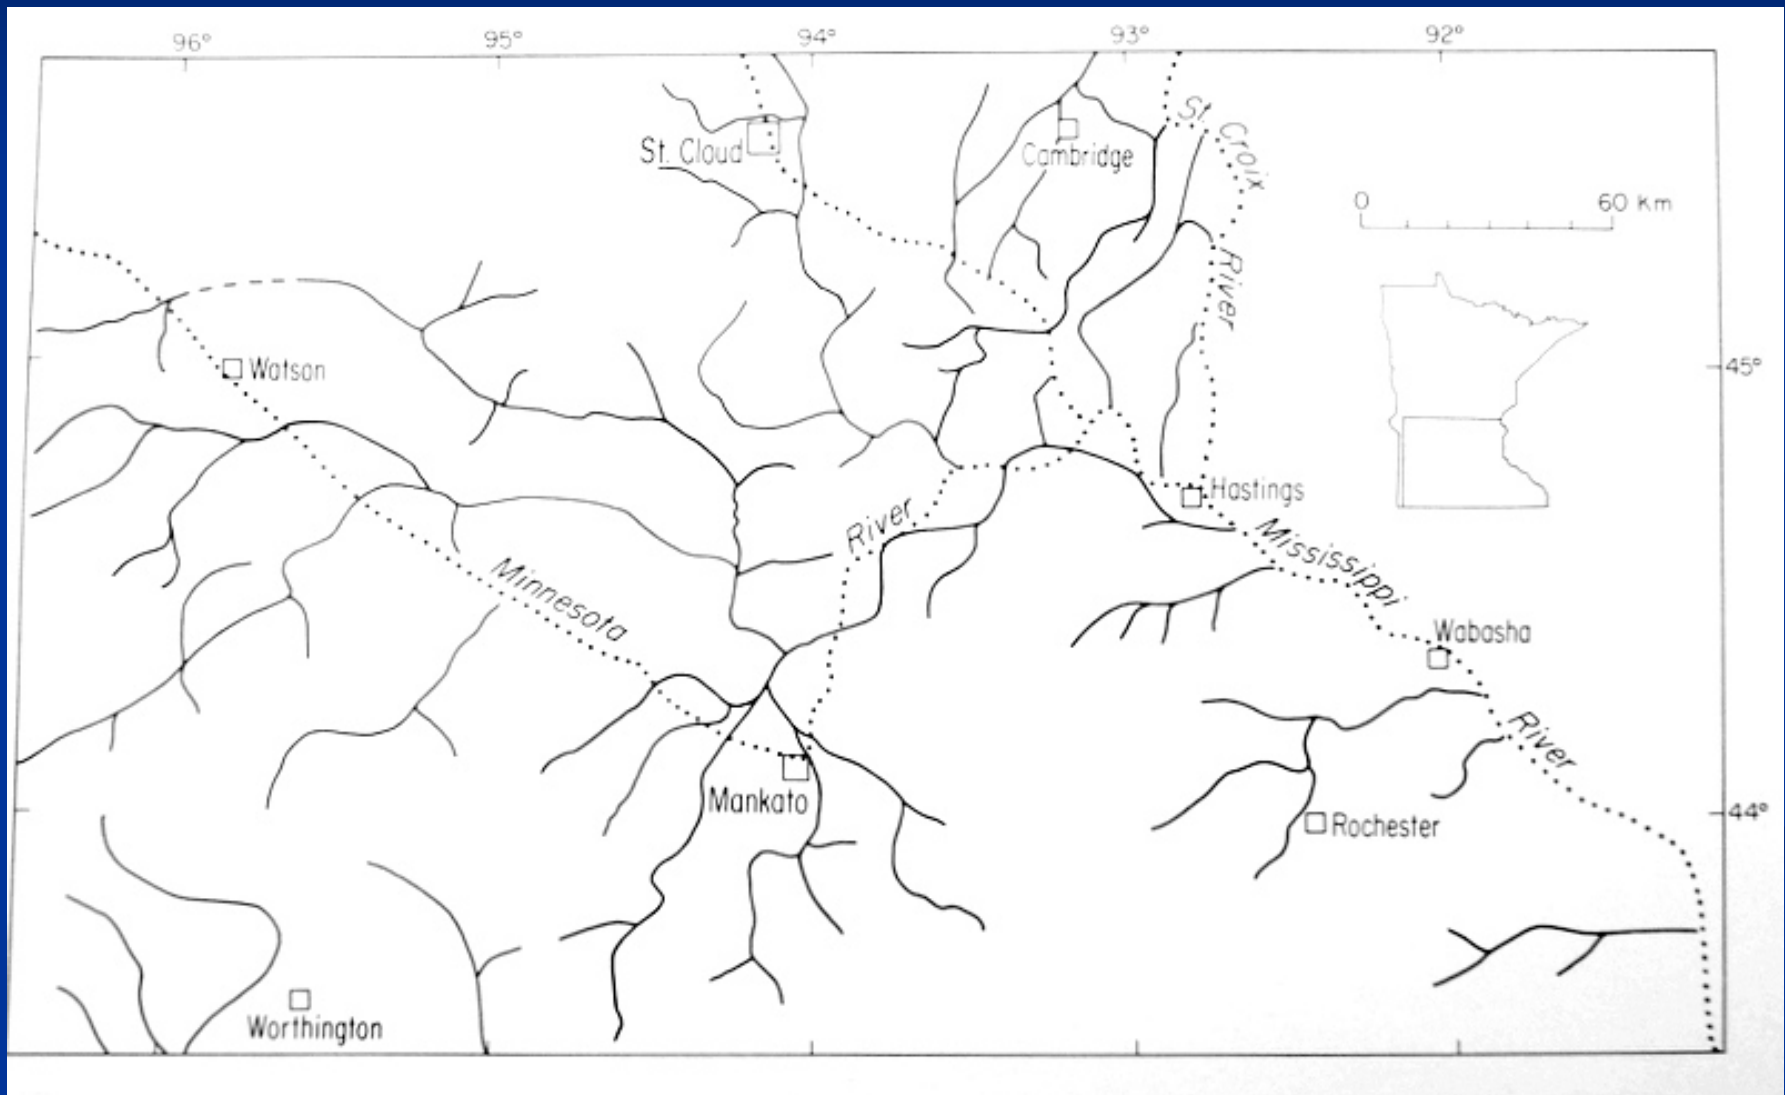 96° 95° 94° 93° 92°
St. Croix River
St. Cloud
Cambridge
0 60 km
Watson
45°
Hastings
River
Mississippi
Minnesota
Wabasha
River
Mankato
44°
Rochester
Worthington